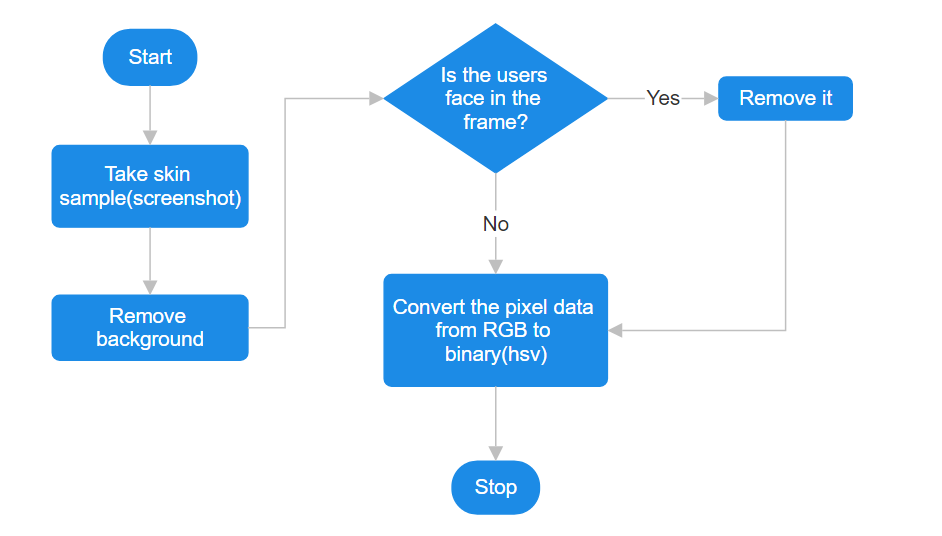 Start
Take skin
sample(screenshot)
Remove
background
Is the users
face in the
frame?
Yes
Remove it
No
Convert the pixel data
from RGB to
binary(hsv)
Stop